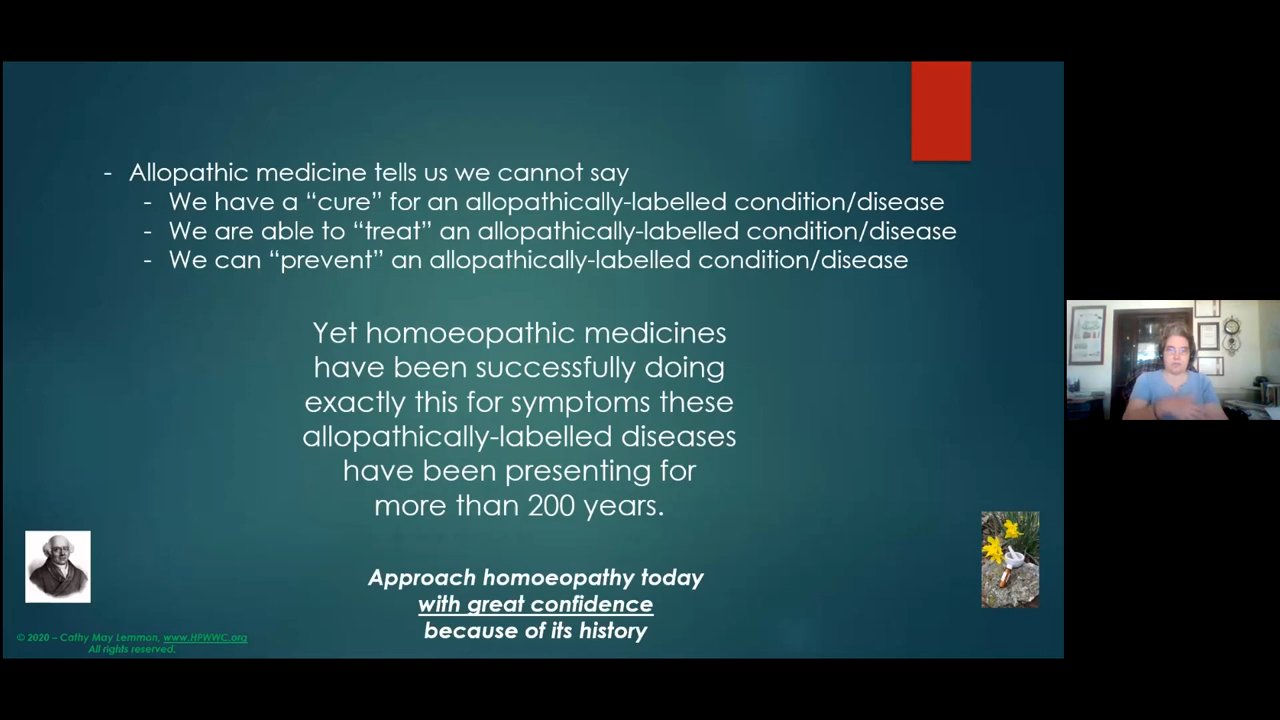 - Allopathic medicine tells us we cannot say
- We have a “cure” for an allopathically-labelled condition/disease
- We are able to “treat” an allopathically-labelled condition/disease
- We can “prevent” an allopathically-labelled condition/disease
Yet homoeopathic medicines
have been successfully doing
exactly this for symptoms these
allopathically-labelled diseases
have been presenting for
more than 200 years.
Approach homoeopathy today
with great confidence
because of its history
© 2020 – Cathy May Lemmon, www.HPWWC.org
All rights reserved.